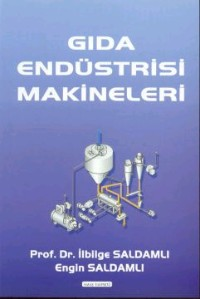 GIDA
ENDÜSTRİSİ
MAKİNELERİ
Prof. Dr. İlbilge SALDAMLI
Engin SALDAMLI